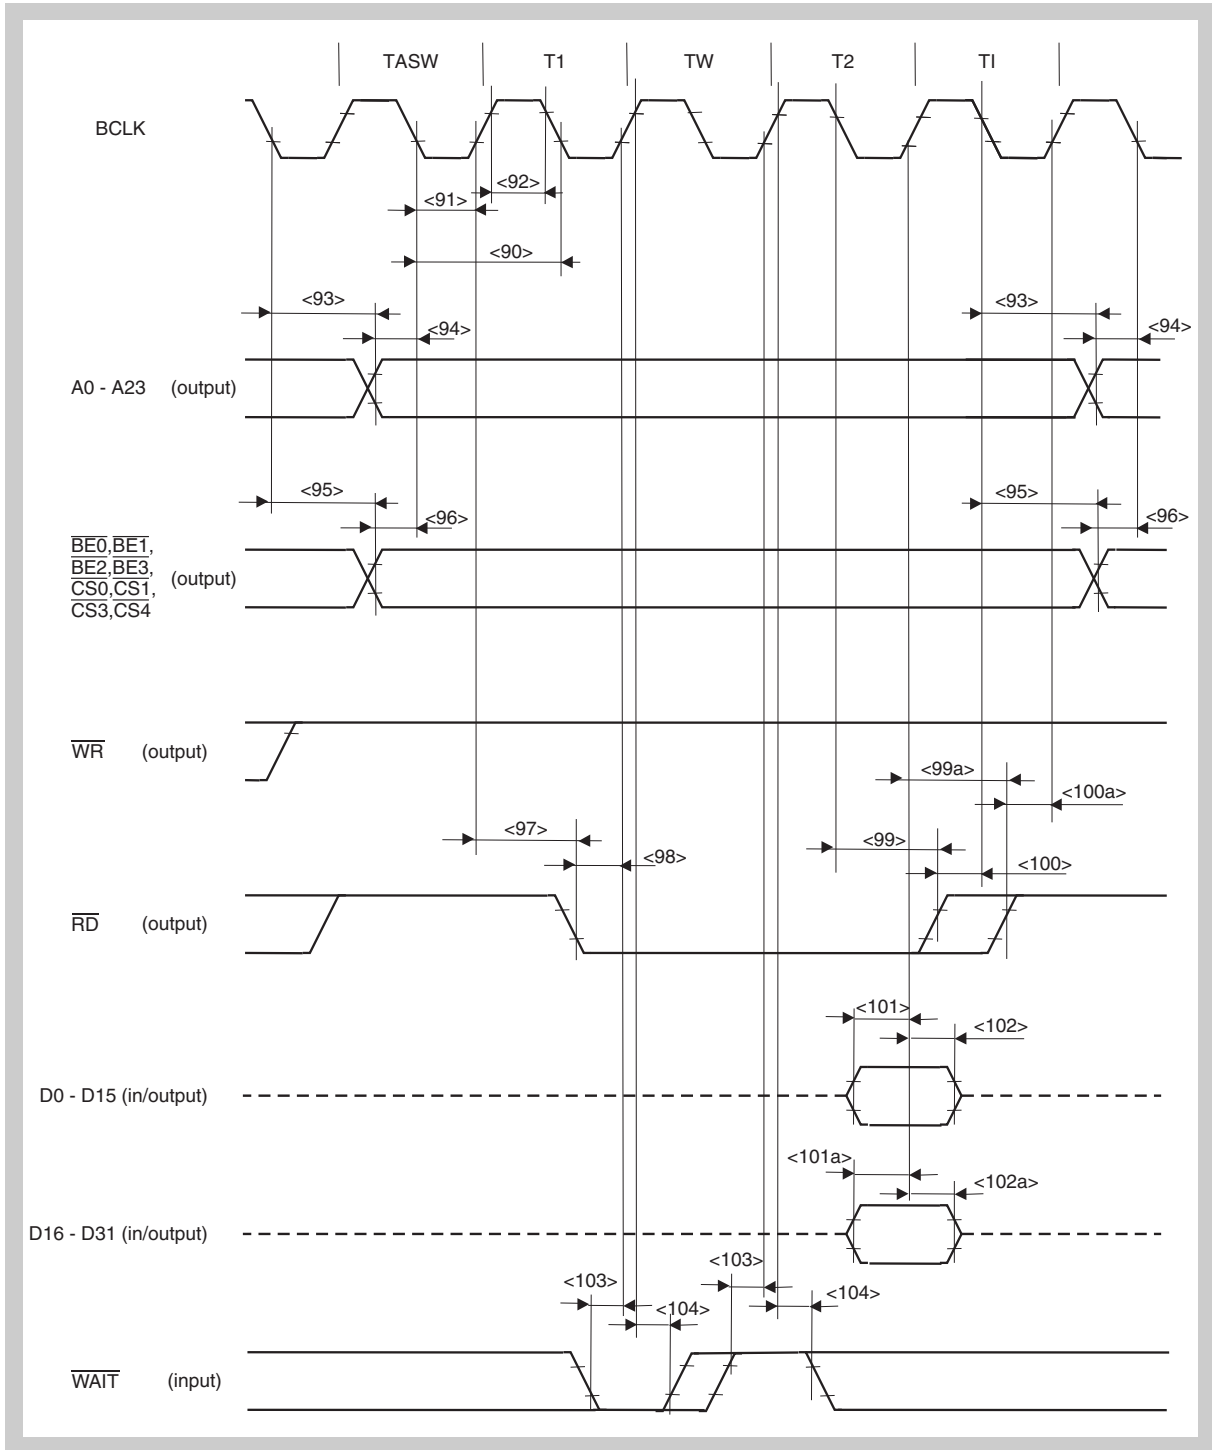 TASW T1 TW T2 TI
BCLK
<92>
<91>
<90>
<93> <93>
<94> <94>
A0 - A23 (output)
<95> <95>
<96> <96>
BE0,BE1,
BE2,BE3, (output)
CS0,CS1,
CS3,CS4
WR (output)
<99a>
<100a>
<97> <99>
<98> <100>
RD (output)
<101>
<102>
D0 - D15 (in/output)
<101a>
<102a>
D16 - D31 (in/output)
<103>
<103> <104>
<104>
WAIT (input)